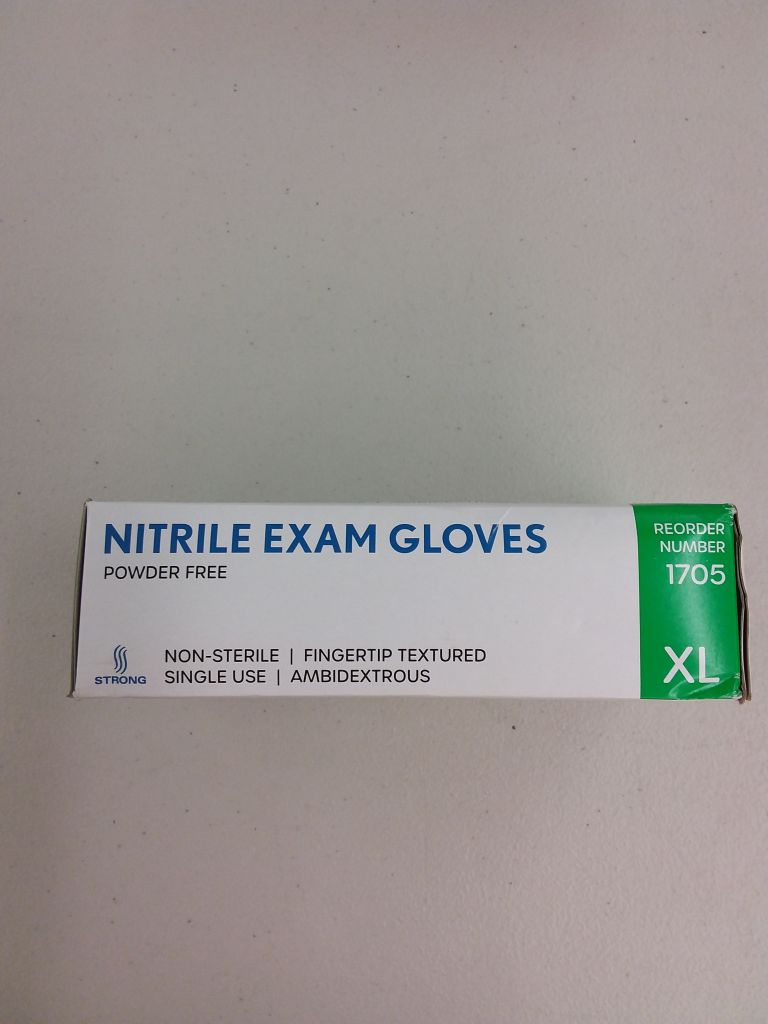 NITRILE EXAM GLOVES
POWDER FREE
STRONG
NON-STERILE | FINGERTIP TEXTURED
SINGLE USE | AMBIDEXTROUS
REORDER
NUMBER
1705
XL